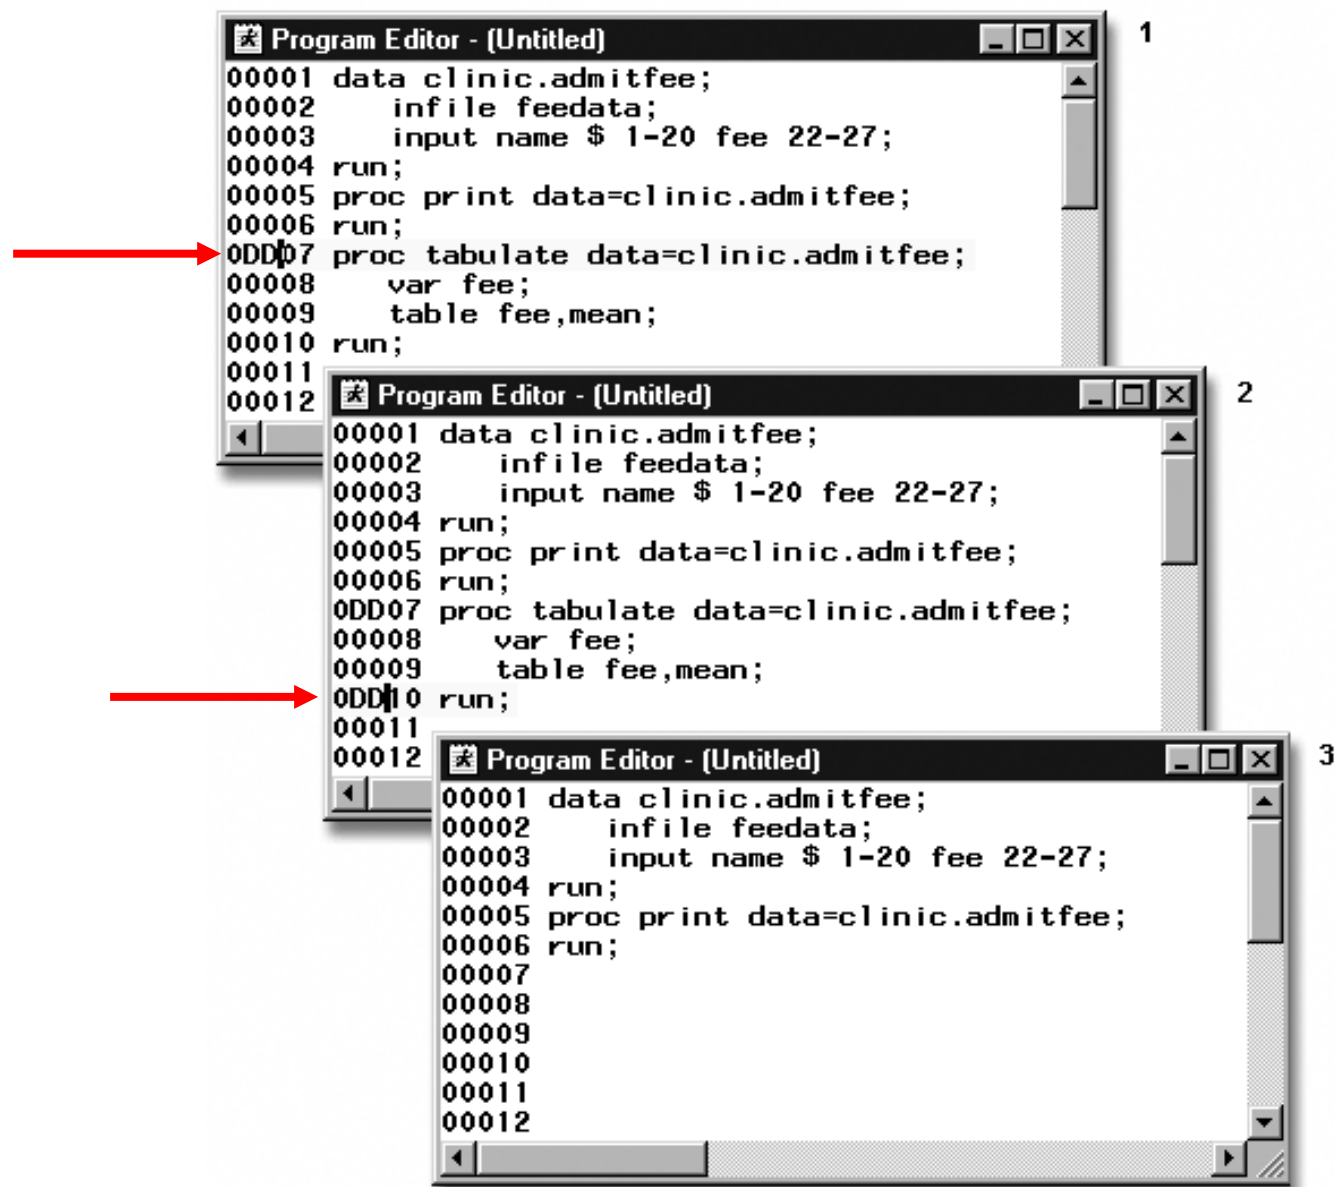 Program Editor - (Untitled)
1
00001 data clinic.admitfee;
00002 infile feedata;
00003 input name $ 1-20 fee 22-27;
00004 run;
00005 proc print data=clinic.admitfee;
00006 run;
0DD07 proc tabulate data=clinic.admitfee;
00008 var fee;
00009 table fee,mean;
00010 run;
00011
00012
Program Editor - (Untitled)
2
00001 data clinic.admitfee;
00002 infile feedata;
00003 input name $ 1-20 fee 22-27;
00004 run;
00005 proc print data=clinic.admitfee;
00006 run;
0DD07 proc tabulate data=clinic.admitfee;
00008 var fee;
00009 table fee,mean;
0DD10 run;
00011
00012
Program Editor - (Untitled)
3
00001 data clinic.admitfee;
00002 infile feedata;
00003 input name $ 1-20 fee 22-27;
00004 run;
00005 proc print data=clinic.admitfee;
00006 run;
00007
00008
00009
00010
00011
00012